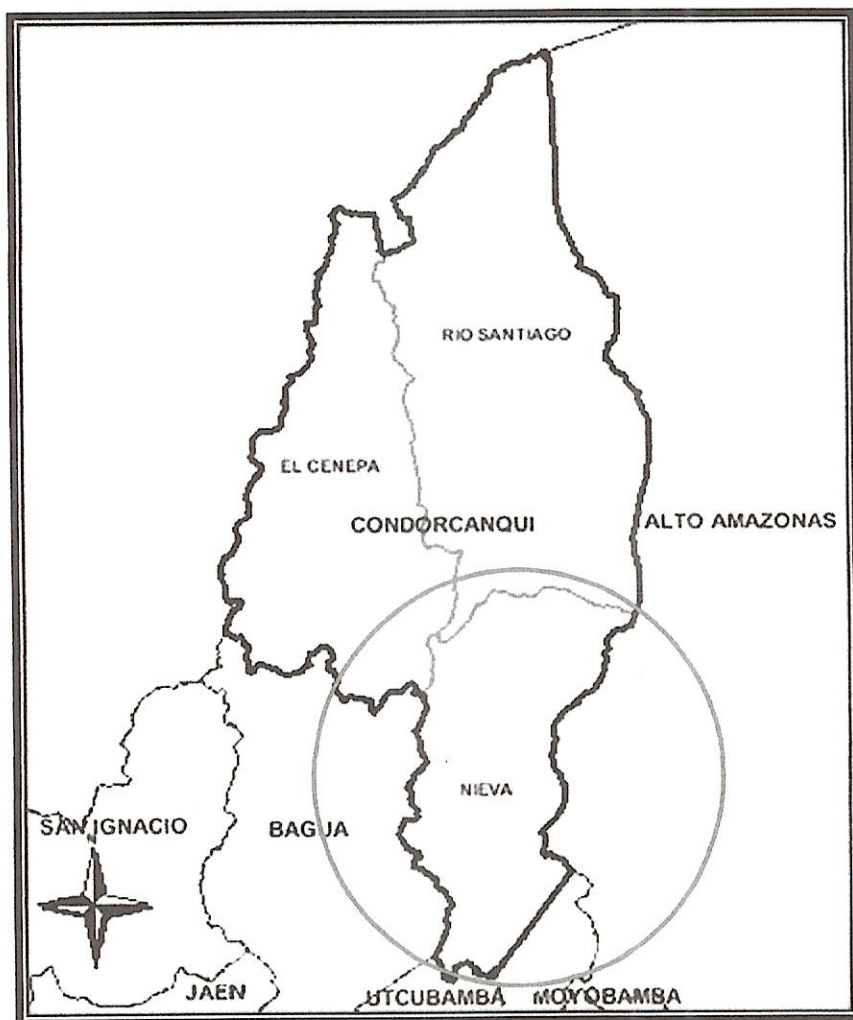 RIO SANTIAGO
EL CENEPA
CONDORCANQUI
ALTO AMAZONAS
NIEVA
SAN IGNACIO
BAGUA
JAEN
UTCUBAMBA
MOYOBAMBA